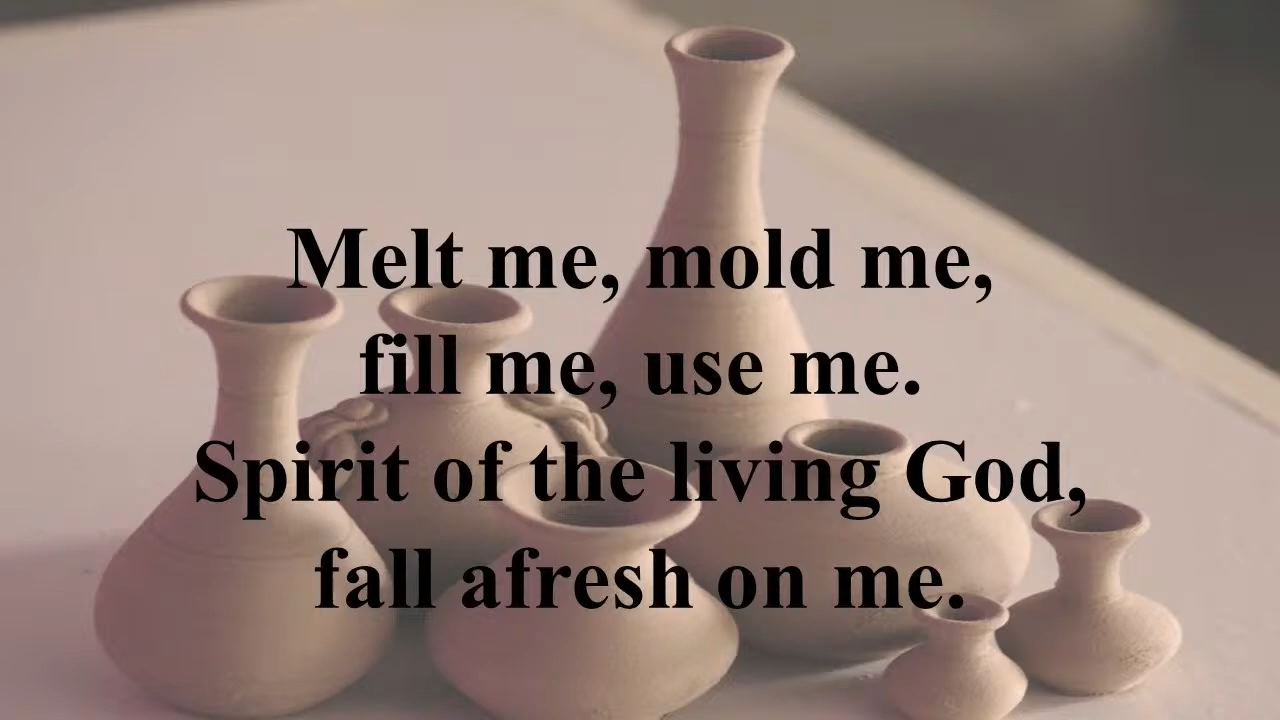 Melt me, mold me,
fill me, use me.
Spirit of the living God,
fall afresh on me.